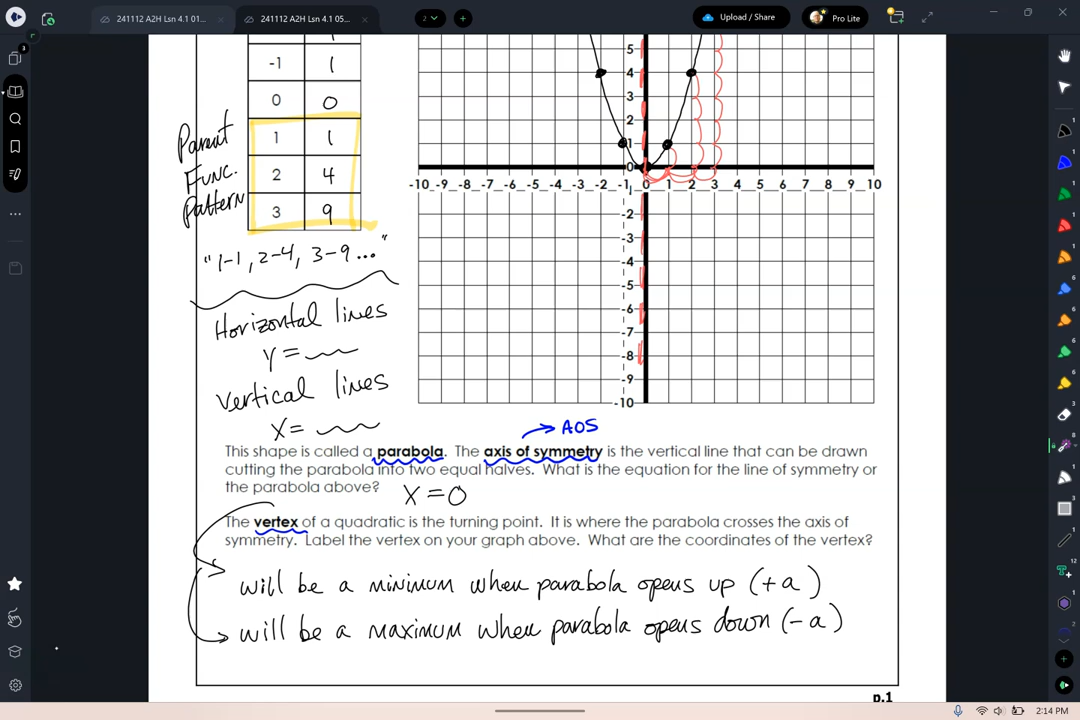 241112 A2H Lsn 4.1 01...
241112 A2H Lsn 4.1 05...
2
Upload / Share
Pro Lite
-1 1
0 0
1 1
2 4
3 9
Parent
Func.
Pattern
"1-1, 2-4, 3-9..."
Horizontal lines
Y =
Vertical lines
X =
5
4
3
2
1
0
-10 -9 -8 -7 -6 -5 -4 -3 -2 -1 0 1 2 3 4 5 6 7 8 9 10
-2
-3
-4
-5
-6
-7
-8
-9
-10
→ AOS
This shape is called a parabola. The axis of symmetry is the vertical line that can be drawn
cutting the parabola into two equal halves. What is the equation for the line of symmetry or
the parabola above? X = 0
The vertex of a quadratic is the turning point. It is where the parabola crosses the axis of
symmetry. Label the vertex on your graph above. What are the coordinates of the vertex?
will be a minimum when parabola opens up (+a)
will be a maximum when parabola opens down (-a)
p.1
2:14 PM